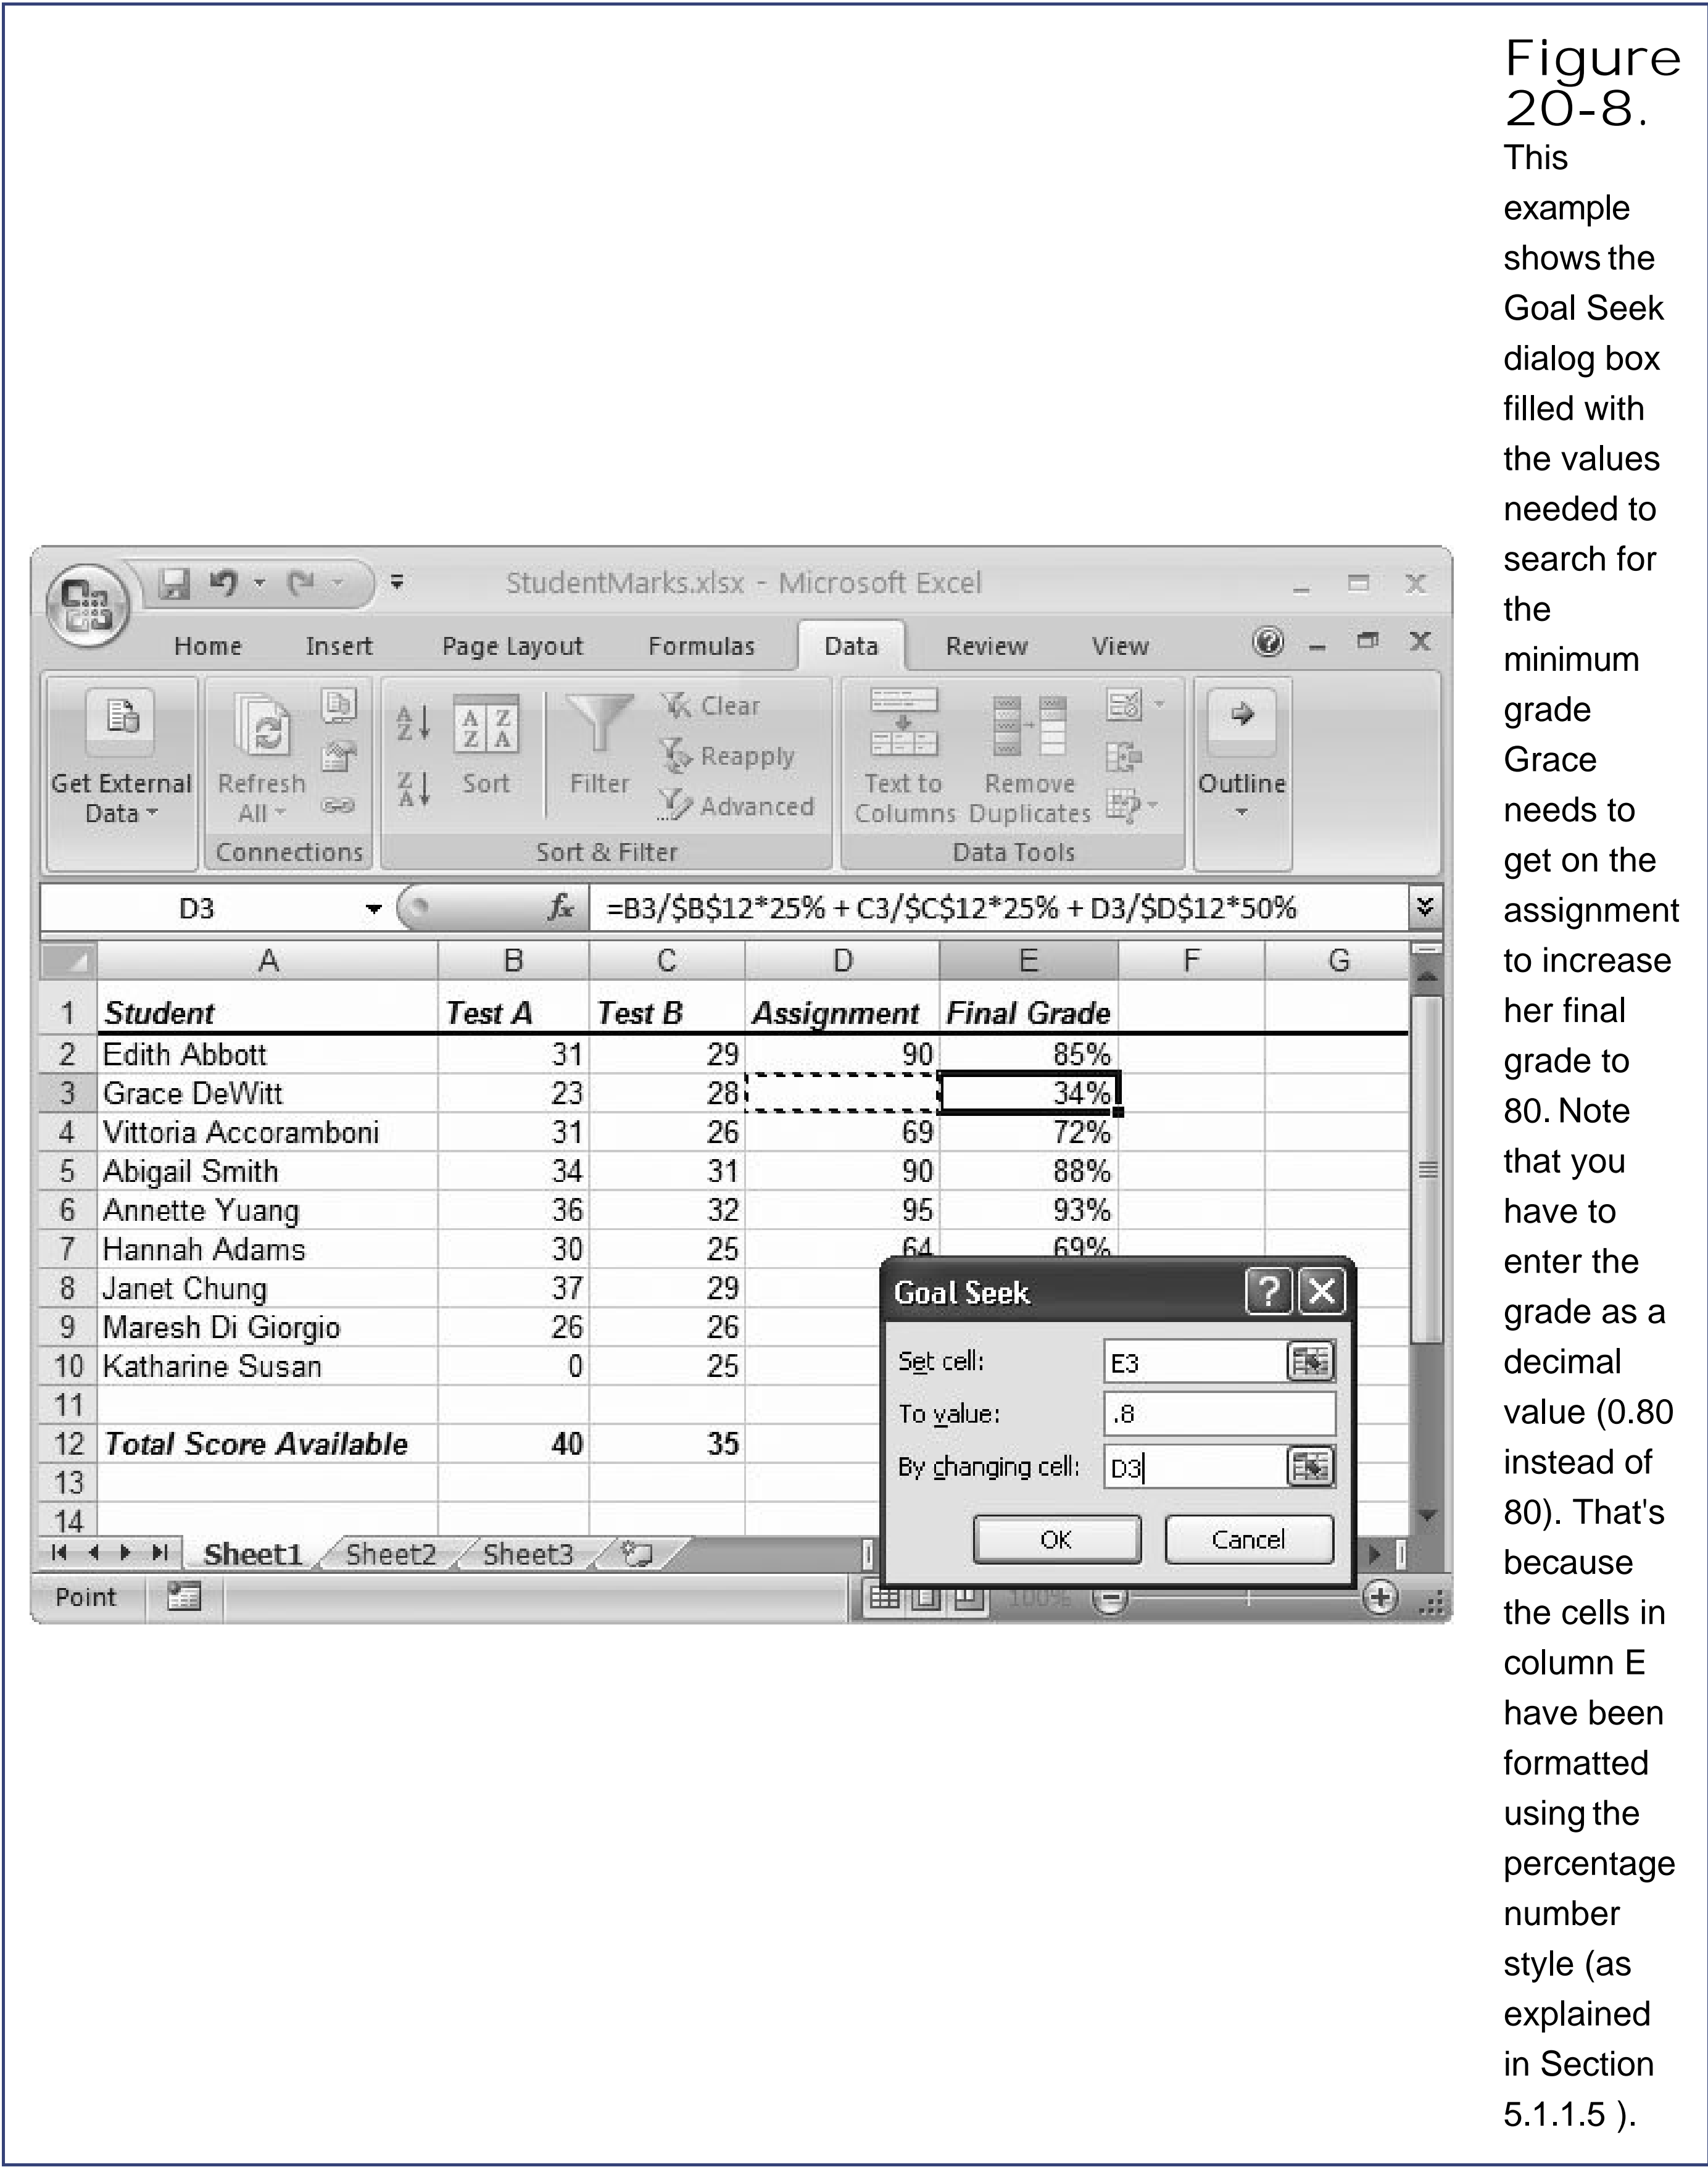 Figure
20-8.
This
example
shows the
Goal Seek
dialog box
filled with
the values
needed to
search for
the
minimum
grade
Grace
needs to
get on the
assignment
to increase
her final
grade to
80. Note
that you
have to
enter the
grade as a
decimal
value (0.80
instead of
80). That's
because
the cells in
column E
have been
formatted
using the
percentage
number
style (as
explained
in Section
5.1.1.5 ).
StudentMarks.xlsx - Microsoft Excel
Home Insert Page Layout Formulas Data Review View
Get External
Data
Refresh
All
Connections
Sort
Filter
Clear
Reapply
Advanced
Sort & Filter
Text to
Columns
Remove
Duplicates
Data Tools
Outline
D3 fx =B3/$B$12*25% + C3/$C$12*25% + D3/$D$12*50%
A B C D E F G
1 Student Test A Test B Assignment Final Grade
2 Edith Abbott 31 29 90 85%
3 Grace DeWitt 23 28 34%
4 Vittoria Accoramboni 31 26 69 72%
5 Abigail Smith 34 31 90 88%
6 Annette Yuang 36 32 95 93%
7 Hannah Adams 30 25 64 69%
8 Janet Chung 37 29
9 Maresh Di Giorgio 26 26
10 Katharine Susan 0 25
11
12 Total Score Available 40 35
13
14
Goal Seek
Set cell: E3
To value: .8
By changing cell: D3
OK Cancel
Sheet1 Sheet2 Sheet3
Point 100%